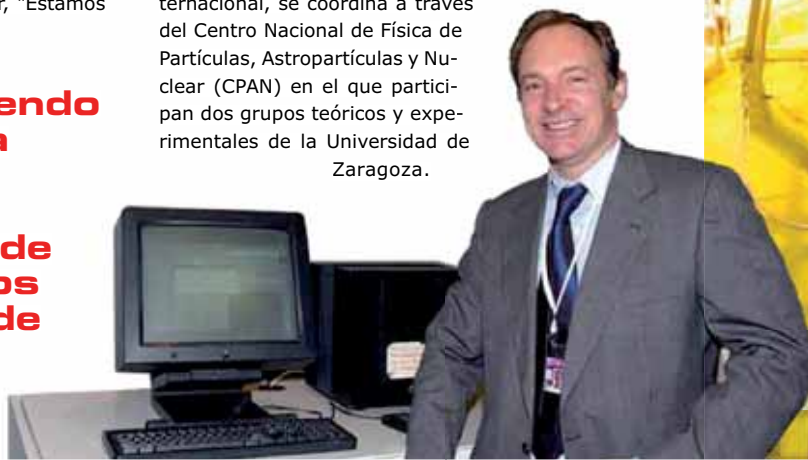 r, "Estamos
endo
a
de
os
de
ternacional, se coordina a través
del Centro Nacional de Física de
Partículas, Astropartículas y Nu-
clear (CPAN) en el que partici-
pan dos grupos teóricos y expe-
rimentales de la Universidad de
Zaragoza.